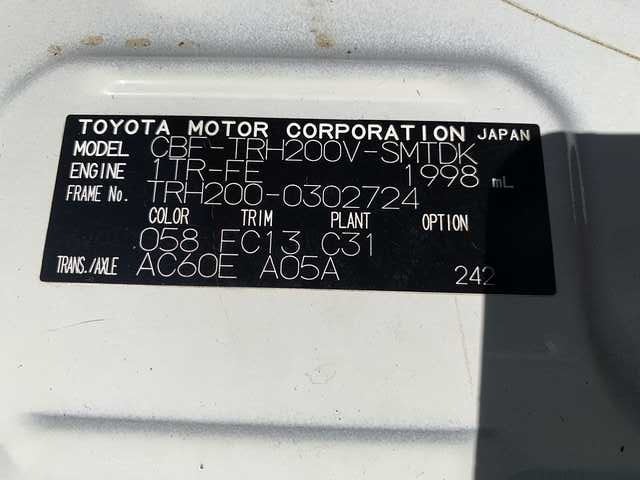 TOYOTA MOTOR CORPORATION JAPAN
MODEL CBF-TRH200V-SMTDK
ENGINE 1TR-FE 1998 mL
FRAME No. TRH200-0302724
COLOR TRIM PLANT OPTION
058 FC13 C31
TRANS./AXLE AC60E A05A 242